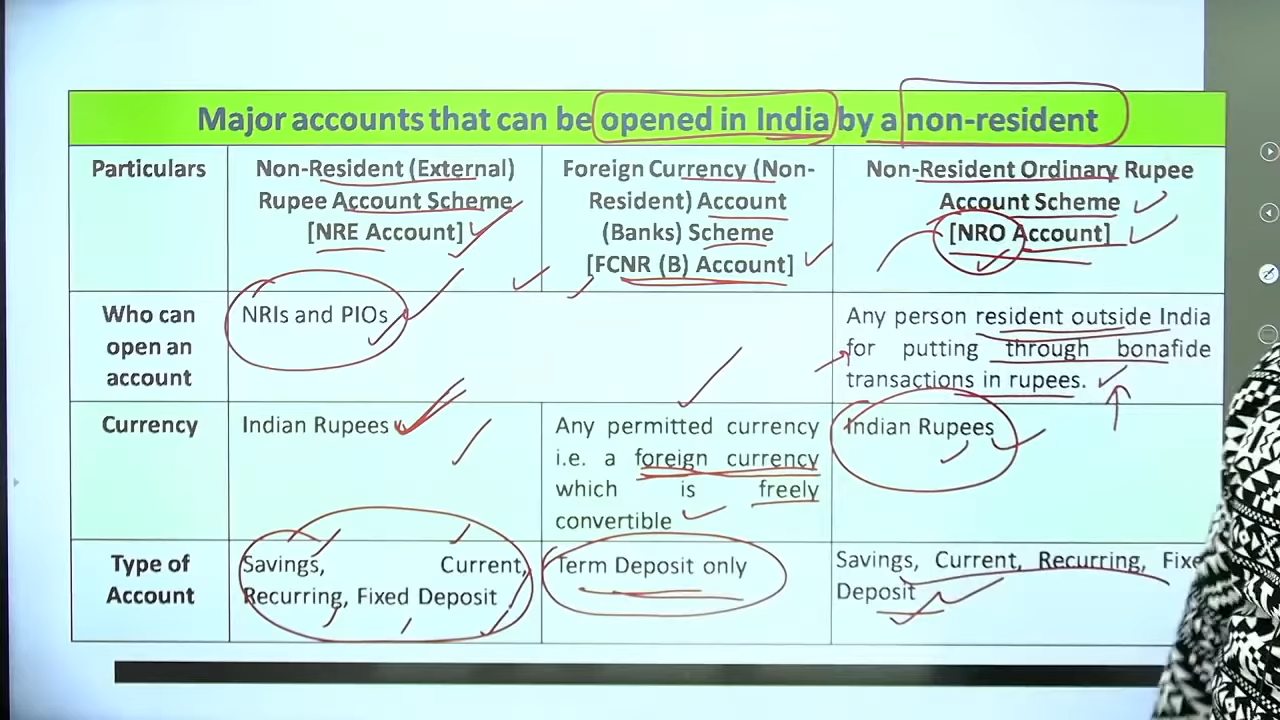 Major accounts that can be opened in India by a non-resident
Particulars
Non-Resident (External)
Rupee Account Scheme
[NRE Account]
Foreign Currency (Non-
Resident) Account
(Banks) Scheme
[FCNR (B) Account]
Non-Resident Ordinary Rupee
Account Scheme
[NRO Account]
Who can
open an
account
NRIs and PIOs
Any person resident outside India
for putting through bonafide
transactions in rupees.
Currency
Indian Rupees
Any permitted currency
i.e. a foreign currency
which is freely
convertible
Indian Rupees
Type of
Account
Savings, Current,
Recurring, Fixed Deposit
Term Deposit only
Savings, Current, Recurring, Fixe
Deposit